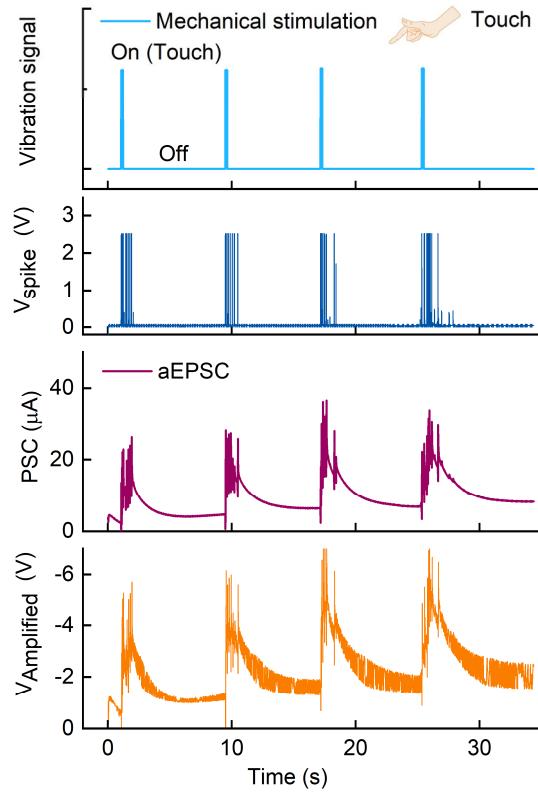 Mechanical stimulation
Touch
On (Touch)
Off
Vibration signal
3
2
1
0
Vspike (V)
aEPSC
40
20
0
PSC (μA)
-6
-4
-2
0
VAmplified (V)
0 10 20 30
Time (s)